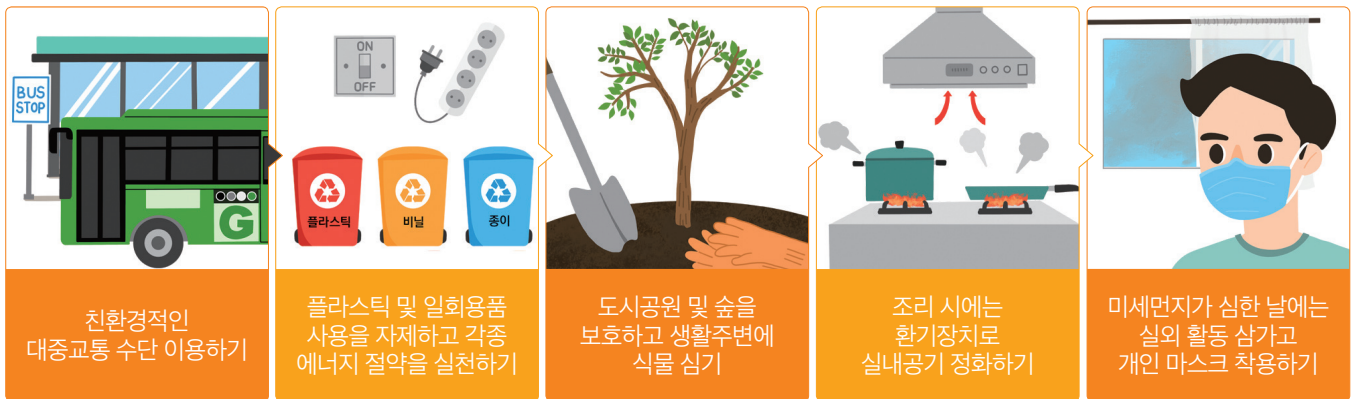 BUS
STOP
G
친환경적인
대중교통 수단 이용하기
ON
OFF
플라스틱
비닐
종이
플라스틱 및 일회용품
사용을 자제하고 각종
에너지 절약을 실천하기
도시공원 및 숲을
보호하고 생활주변에
식물 심기
조리 시에는
환기장치로
실내공기 정화하기
미세먼지가 심한 날에는
실외 활동 삼가고
개인 마스크 착용하기